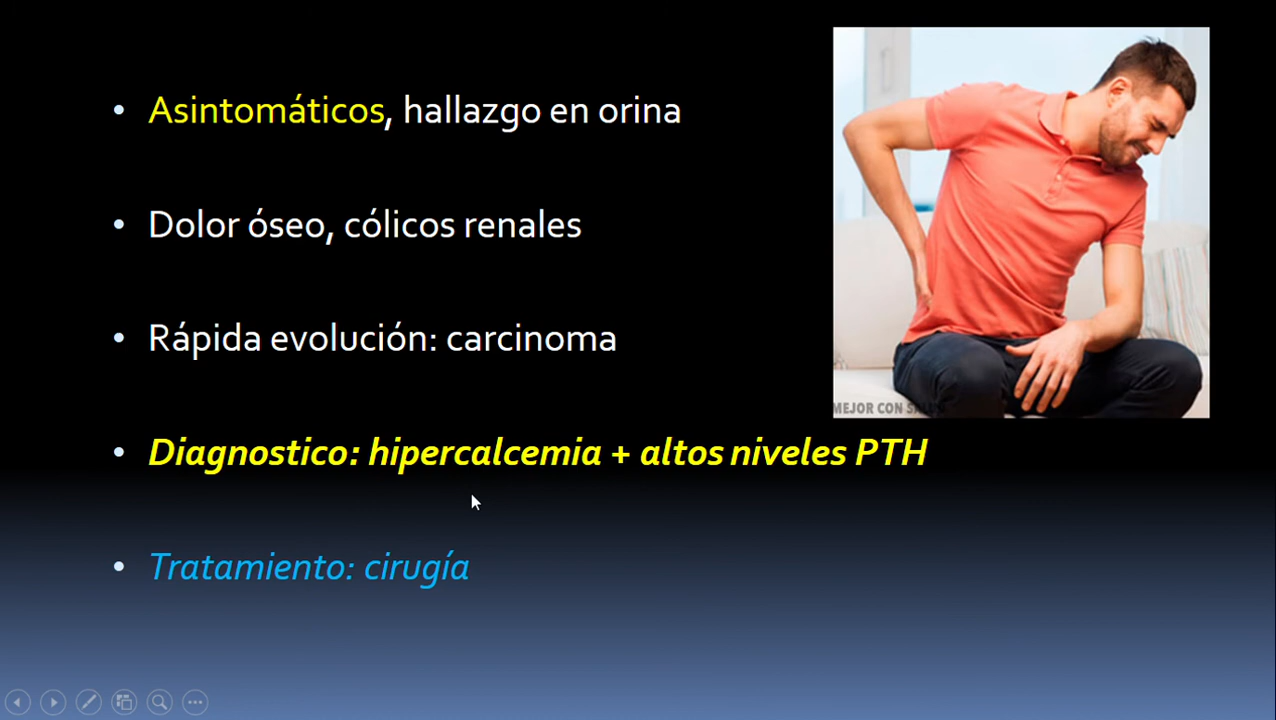 Asintomáticos, hallazgo en orina
Dolor óseo, cólicos renales
Rápida evolución: carcinoma
MEJOR CON
Diagnostico: hipercalcemia + altos niveles PTH
Tratamiento: cirugía